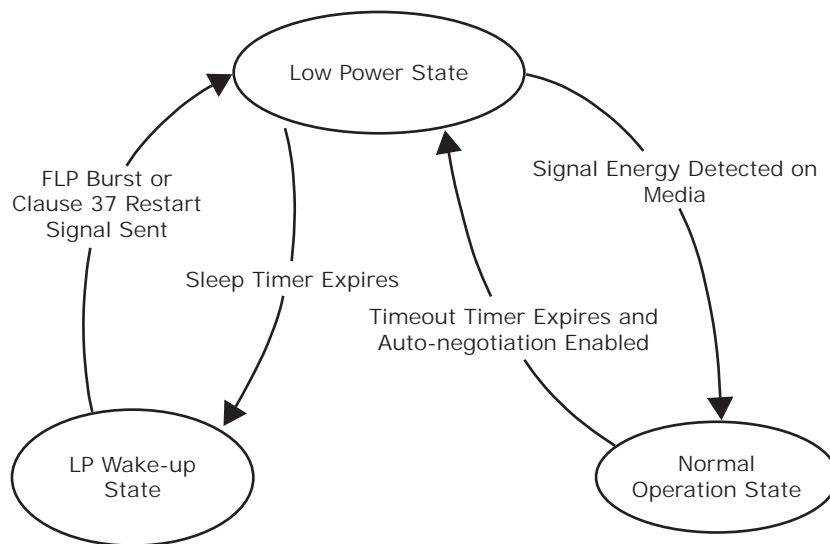 Low Power State
FLP Burst or
Clause 37 Restart
Signal Sent
Signal Energy Detected on
Media
Sleep Timer Expires
Timeout Timer Expires and
Auto-negotiation Enabled
LP Wake-up
State
Normal
Operation State